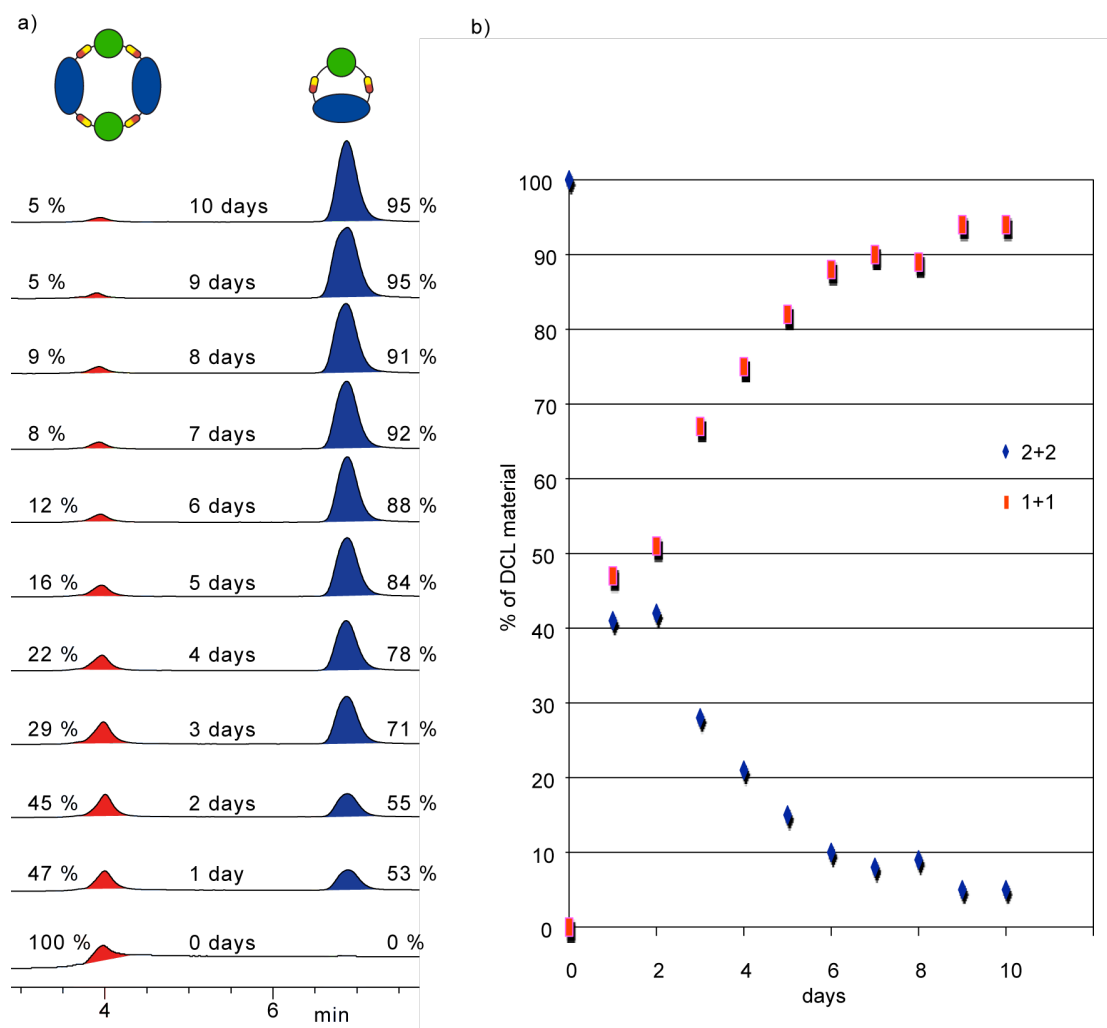 a)
5 % 10 days 95 %
5 % 9 days 95 %
9 % 8 days 91 %
8 % 7 days 92 %
12 % 6 days 88 %
16 % 5 days 84 %
22 % 4 days 78 %
29 % 3 days 71 %
45 % 2 days 55 %
47 % 1 day 53 %
100 % 0 days 0 %
4 6
min
b)
100
90
80
70
60
50
40
30
20
10
0
% of DCL material
2+2
1+1
0 2 4 6 8 10
days